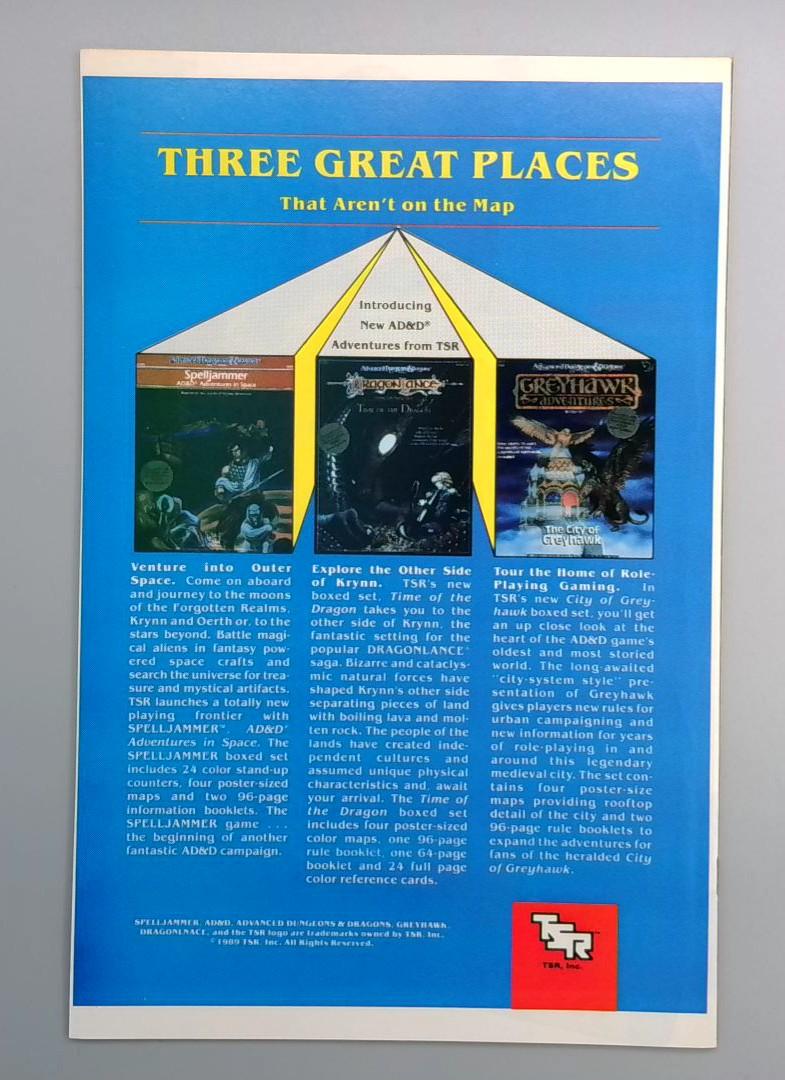 THREE GREAT PLACES
That Aren't on the Map
Introducing
New AD&D®
Adventures from TSR
Advanced Dungeons & Dragons
Spelljammer
AD&D® Adventures in Space
Advanced Dungeons & Dragons
DRAGONLANCE
TIME OF THE DRAGON
Advanced Dungeons & Dragons
GREYHAWK
ADVENTURES
The City of
Greyhawk
Venture into Outer
Space. Come on aboard
and journey to the moons
of the Forgotten Realms,
Krynn and Oerth or, to the
stars beyond. Battle magi-
cal aliens in fantasy pow-
ered space crafts and
search the universe for trea-
sure and mystical artifacts.
TSR launches a totally new
playing frontier with
SPELLJAMMER™, AD&D®
Adventures in Space. The
SPELLJAMMER boxed set
includes 24 color stand-up
counters, four poster-sized
maps and two 96-page
information booklets. The
SPELLJAMMER game . . .
the beginning of another
fantastic AD&D campaign.
Explore the Other Side
of Krynn. TSR's new
boxed set, Time of the
Dragon takes you to the
other side of Krynn, the
fantastic setting for the
popular DRAGONLANCE®
saga. Bizarre and cataclys-
mic natural forces have
shaped Krynn's other side
separating pieces of land
with boiling lava and mol-
ten rock. The people of the
lands have created inde-
pendent cultures and
assumed unique physical
characteristics and, await
your arrival. The Time of
the Dragon boxed set
includes four poster-sized
color maps, one 96-page
rule booklet, one 64-page
booklet and 24 full page
color reference cards.
Tour the Home of Role-
Playing Gaming. In
TSR's new City of Grey-
hawk boxed set, you'll get
an up close look at the
heart of the AD&D game's
oldest and most storied
world. The long-awaited
"city-system style" pre-
sentation of Greyhawk
gives players new rules for
urban campaigning and
new information for years
of role-playing in and
around this legendary
medieval city. The set con-
tains four poster-size
maps providing rooftop
detail of the city and two
96-page rule booklets to
expand the adventures for
fans of the heralded City
of Greyhawk.
SPELLJAMMER, AD&D, ADVANCED DUNGEONS & DRAGONS, GREYHAWK,
DRAGONLNACE, and the TSR logo are trademarks owned by TSR, Inc.
© 1989 TSR, Inc. All Rights Reserved.
TSR™
TSR, Inc.